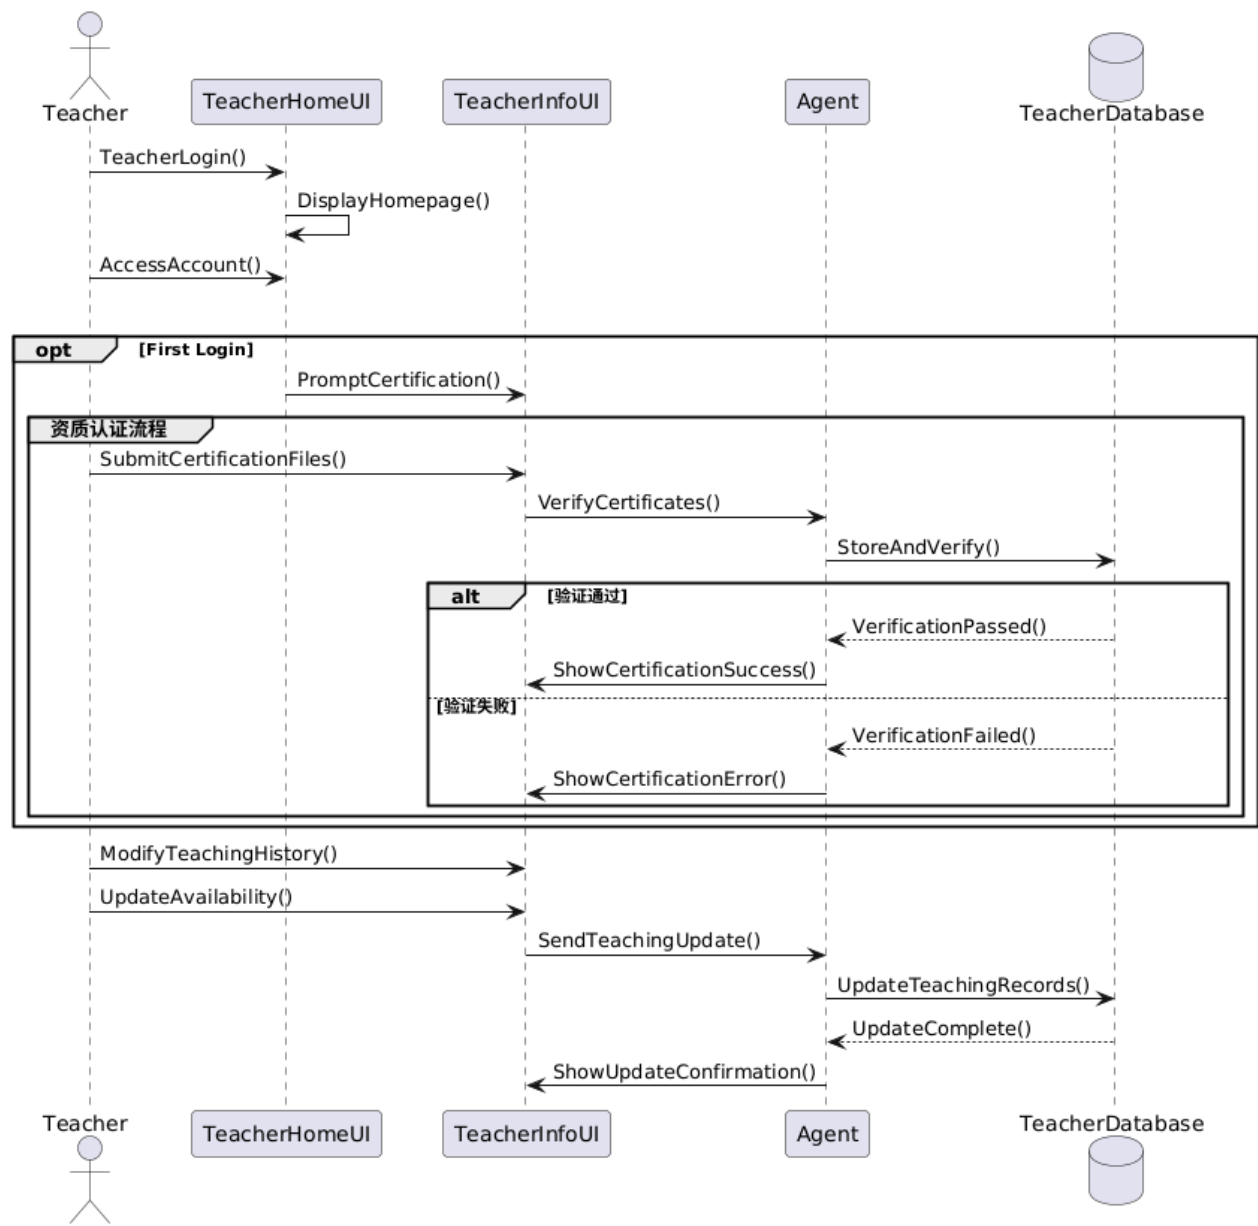 Teacher
TeacherHomeUI
TeacherInfoUI
Agent
TeacherDatabase
TeacherLogin()
DisplayHomepage()
AccessAccount()
opt
[First Login]
PromptCertification()
资质认证流程
SubmitCertificationFiles()
VerifyCertificates()
StoreAndVerify()
alt
[验证通过]
VerificationPassed()
ShowCertificationSuccess()
[验证失败]
VerificationFailed()
ShowCertificationError()
ModifyTeachingHistory()
UpdateAvailability()
SendTeachingUpdate()
UpdateTeachingRecords()
UpdateComplete()
ShowUpdateConfirmation()
Teacher
TeacherHomeUI
TeacherInfoUI
Agent
TeacherDatabase